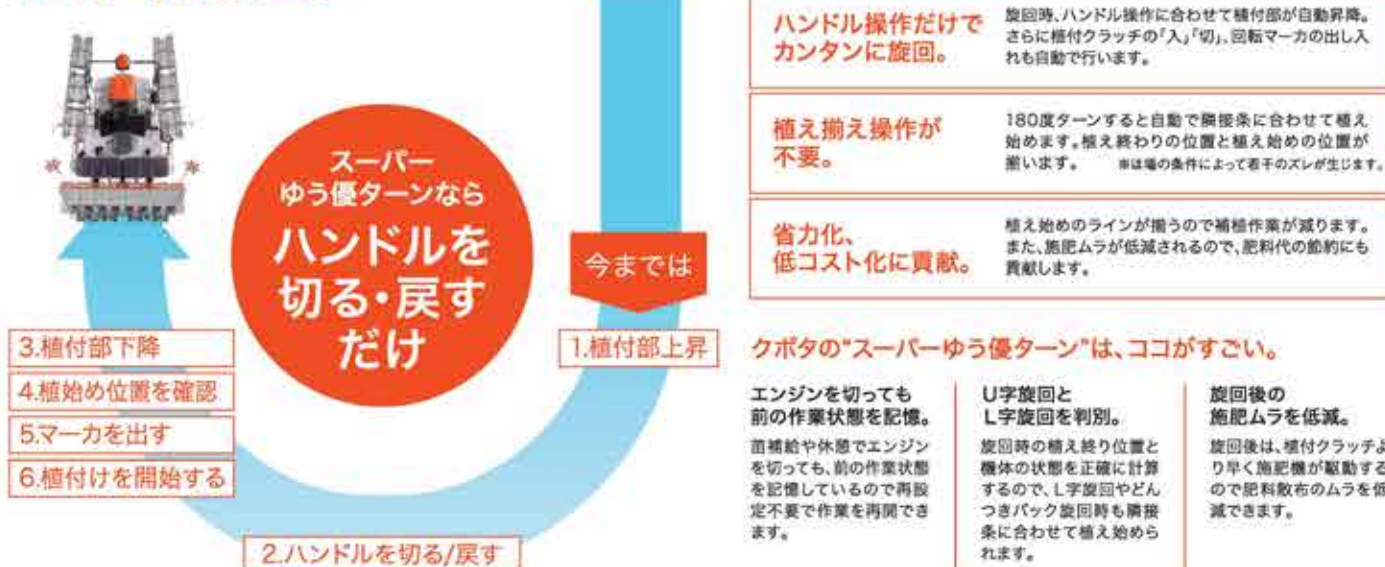 スーパー
ゆう優ターンなら
ハンドルを
切る・戻す
だけ
今までは
1.植付部上昇
2.ハンドルを切る/戻す
3.植付部下降
4.植始め位置を確認
5.マーカを出す
6.植付けを開始する
ハンドル操作だけで
カンタンに旋回。
旋回時、ハンドル操作に合わせて植付部が自動昇降。
さらに植付クラッチの「入」「切」、回転マーカの出し入
れも自動で行います。
植え揃え操作が
不要。
180度ターンすると自動で隣接条に合わせて植え
始めます。植え終わりの位置と植え始めの位置が
揃います。 ※ほ場の条件によって若干のズレが生じます。
省力化、
低コスト化に貢献。
植え始めのラインが揃うので補植作業が減ります。
また、施肥ムラが低減されるので、肥料代の節約にも
貢献します。
クボタの"スーパーゆう優ターン"は、ココがすごい。
エンジンを切っても
前の作業状態を記憶。
苗補給や休憩でエンジン
を切っても、前の作業状態
を記憶しているので再設
定不要で作業を再開でき
ます。
U字旋回と
L字旋回を判別。
旋回時の植え終り位置と
機体の状態を正確に計算
するので、L字旋回やどん
つきバック旋回時も隣接
条に合わせて植え始めら
れます。
旋回後の
施肥ムラを低減。
旋回後は、植付クラッチよ
り早く施肥機が駆動する
ので肥料散布のムラを低
減できます。